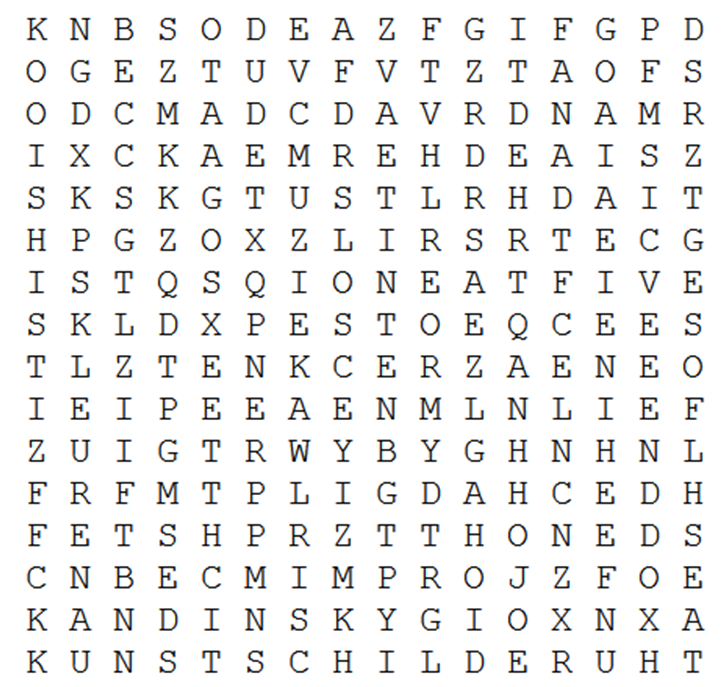 K N B S O D E A Z F G I F G P D
O G E Z T U V F V T Z T A O F S
O D C M A D C D A V R D N A M R
I X C K A E M R E H D E A I S Z
S K S K G T U S T L R H D A I T
H P G Z O X Z L I R S R T E C G
I S T Q S Q I O N E A T F I V E
S K L D X P E S T O E Q C E E S
T L Z T E N K C E R Z A E N E O
I E I P E E A E N M L N L I E F
Z U I G T R W Y B Y G H N H N L
F R F M T P L I G D A H C E D H
F E T S H P R Z T T H O N E D S
C N B E C M I M P R O J Z F O E
K A N D I N S K Y G I O X N X A
K U N S T S C H I L D E R U H T